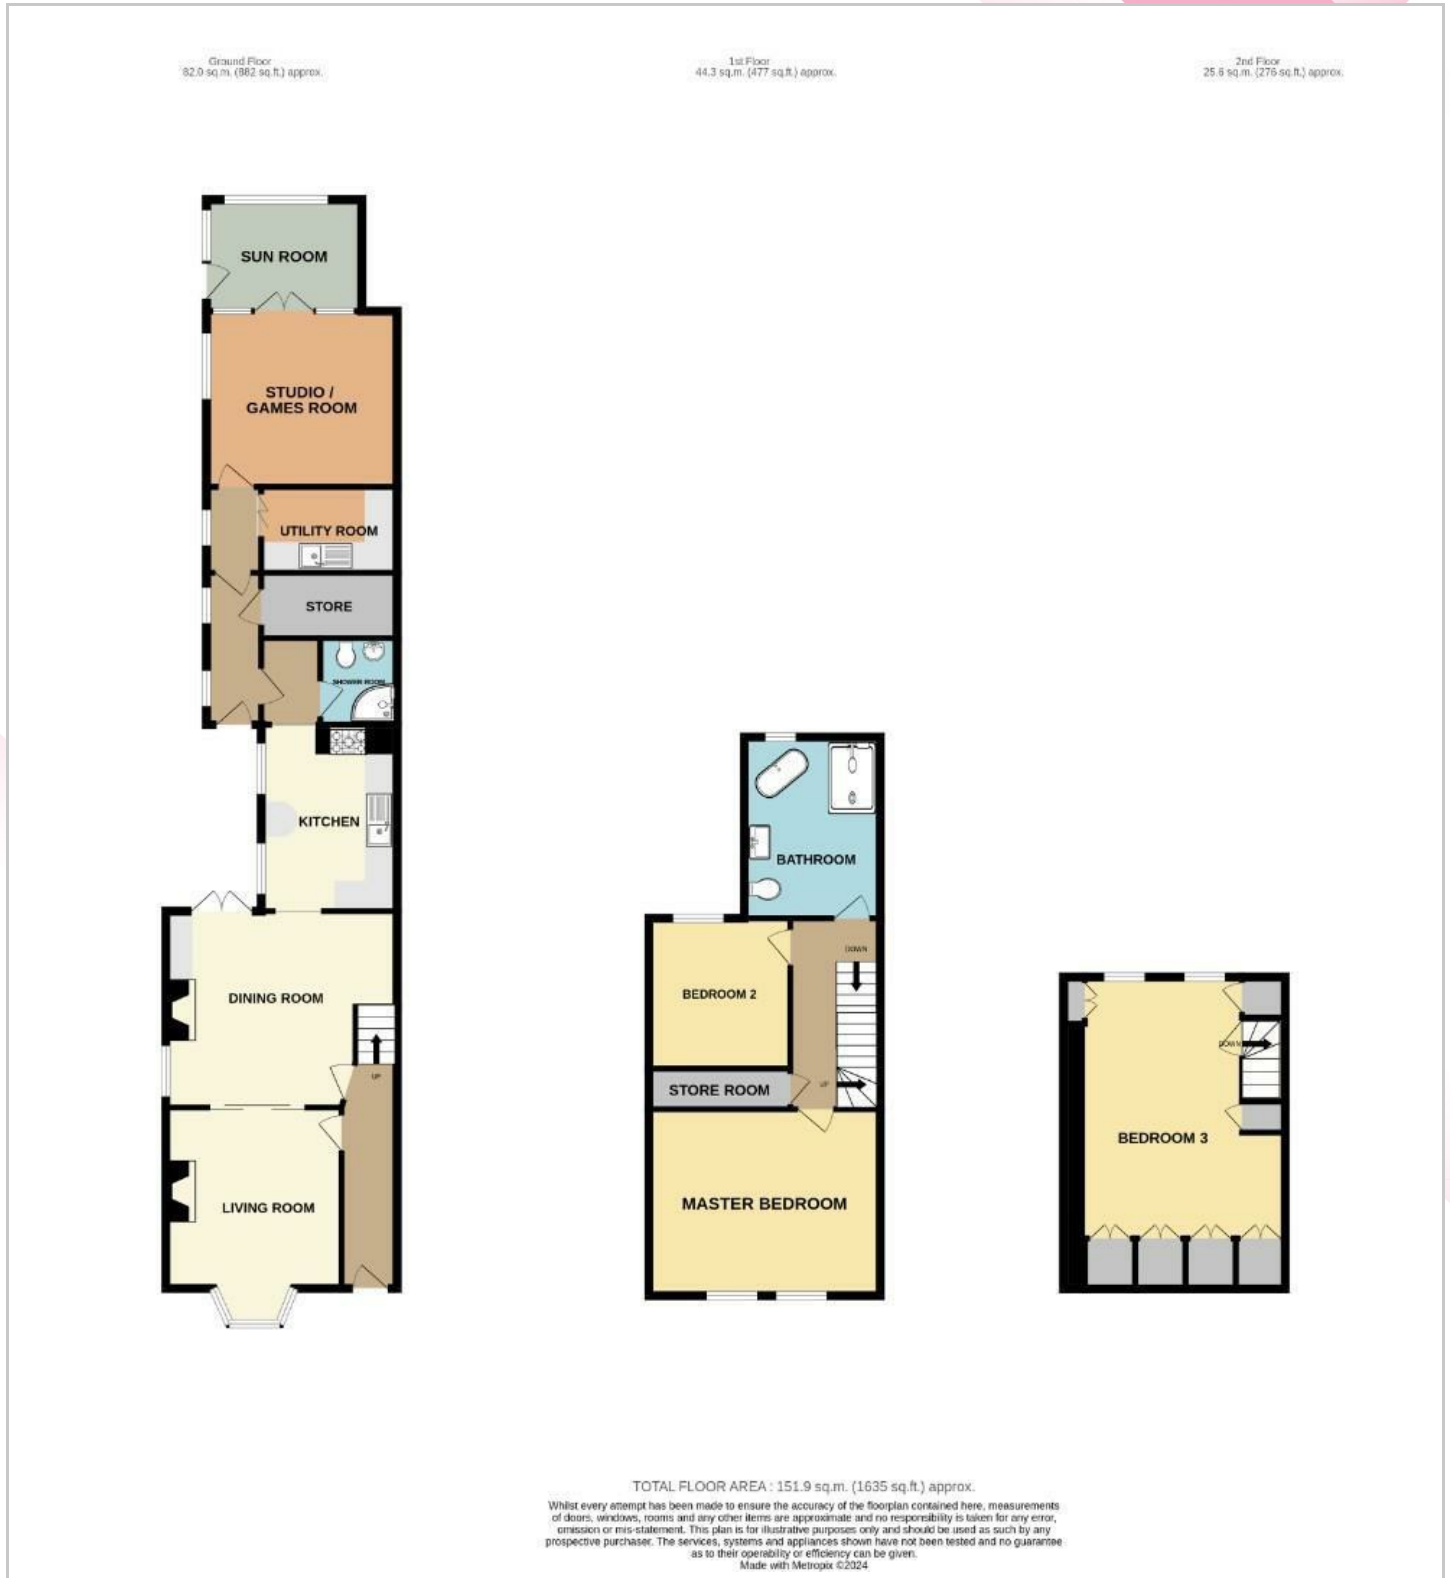 Ground Floor
82.0 sq.m. (882 sq.ft.) approx.
1st Floor
44.3 sq.m. (477 sq.ft.) approx.
2nd Floor
25.6 sq.m. (276 sq.ft.) approx.
SUN ROOM
STUDIO /
GAMES ROOM
UTILITY ROOM
STORE
SHOWER ROOM
KITCHEN
DINING ROOM
UP
LIVING ROOM
BATHROOM
DOWN
BEDROOM 2
STORE ROOM
UP
MASTER BEDROOM
DOWN
BEDROOM 3
TOTAL FLOOR AREA : 151.9 sq.m. (1635 sq.ft.) approx.
Whilst every attempt has been made to ensure the accuracy of the floorplan contained here, measurements
of doors, windows, rooms and any other items are approximate and no responsibility is taken for any error,
omission or mis-statement. This plan is for illustrative purposes only and should be used as such by any
prospective purchaser. The services, systems and appliances shown have not been tested and no guarantee
as to their operability or efficiency can be given.
Made with Metropix ©2024